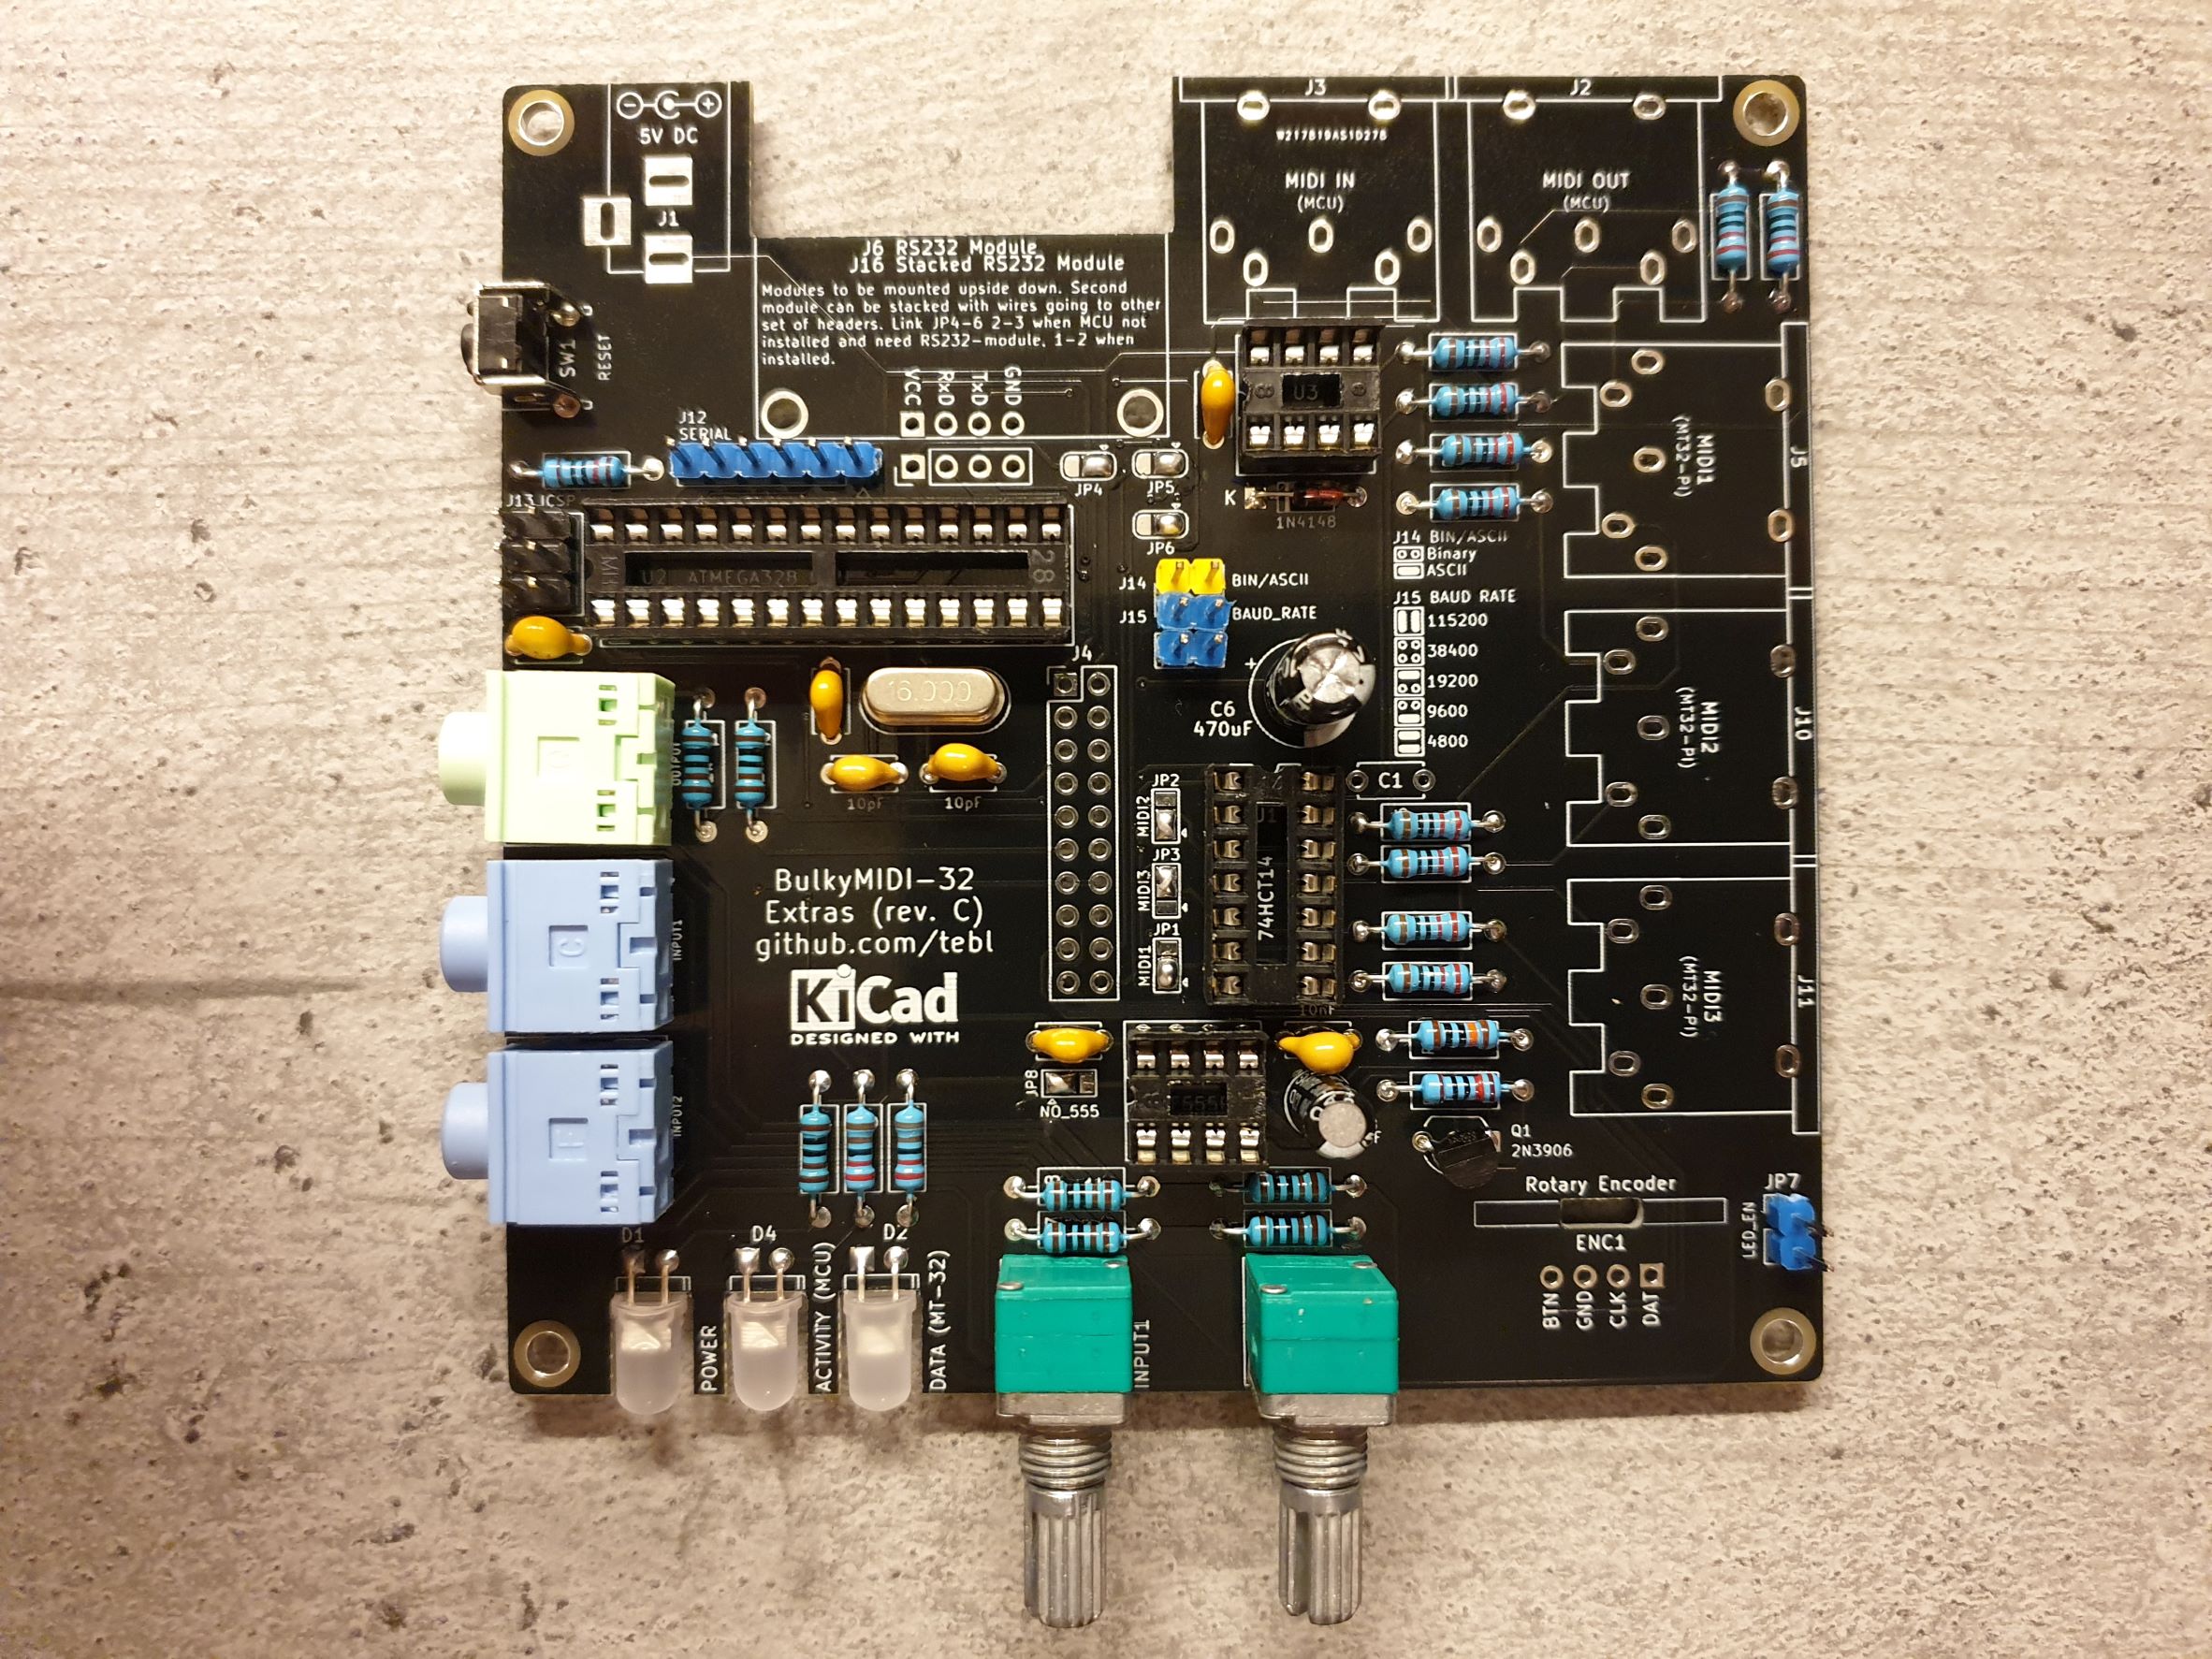 5V DC
J1
J3
J2
W217819AS1D278
MIDI IN
(MCU)
MIDI OUT
(MCU)
J6 RS232 Module
J16 Stacked RS232 Module
Modules to be mounted upside down. Second
module can be stacked with wires going to other
set of headers. Link JP4-6 2-3 when MCU not
installed and need RS232-module, 1-2 when
installed.
VCC
RxD
TxD
GND
SW1
RESET
J12
SERIAL
JP4
JP5
JP6
U3
K
1N4148
J5
MIDI1
(MT32-PI)
J13 ICSP
U2 ATMEGA328
28
J14
BIN/ASCII
J15
BAUD_RATE
J14 BIN/ASCII
Binary
ASCII
J15 BAUD RATE
115200
38400
19200
9600
4800
J10
MIDI2
(MT32-PI)
16.000
10pF
10pF
J4
+
C6
470uF
C1
JP2
MIDI2
JP3
MIDI3
JP1
MIDI1
U1
74HCT14
10nF
J11
MIDI3
(MT32-PI)
INPUT1
INPUT2
BulkyMIDI-32
Extras (rev. C)
github.com/tebl
KiCad
DESIGNED WITH
JP8
NO_555
Q1
2N3906
Rotary Encoder
ENC1
JP7
LED_EN
BTN
GND
CLK
DAT
D1
D4
D2
POWER
ACTIVITY (MCU)
DATA (MT-32)
INPUT1